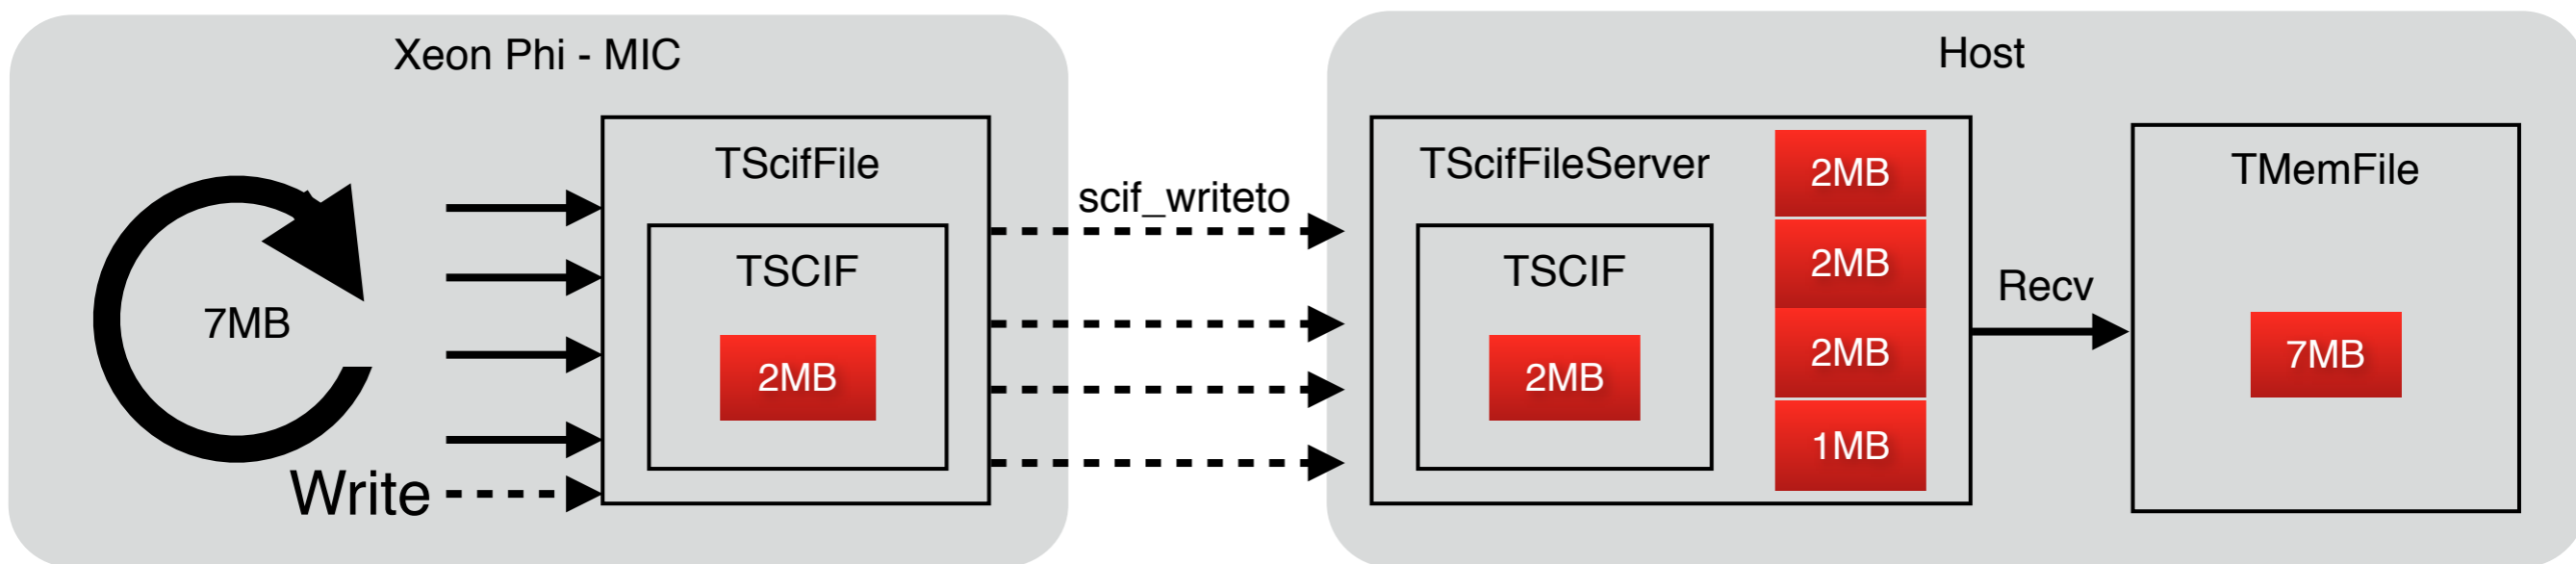 Xeon Phi - MIC
7MB
Write
TScifFile
TSCIF
2MB
scif_writeto
Host
TScifFileServer
TSCIF
2MB
2MB
2MB
2MB
1MB
Recv
TMemFile
7MB